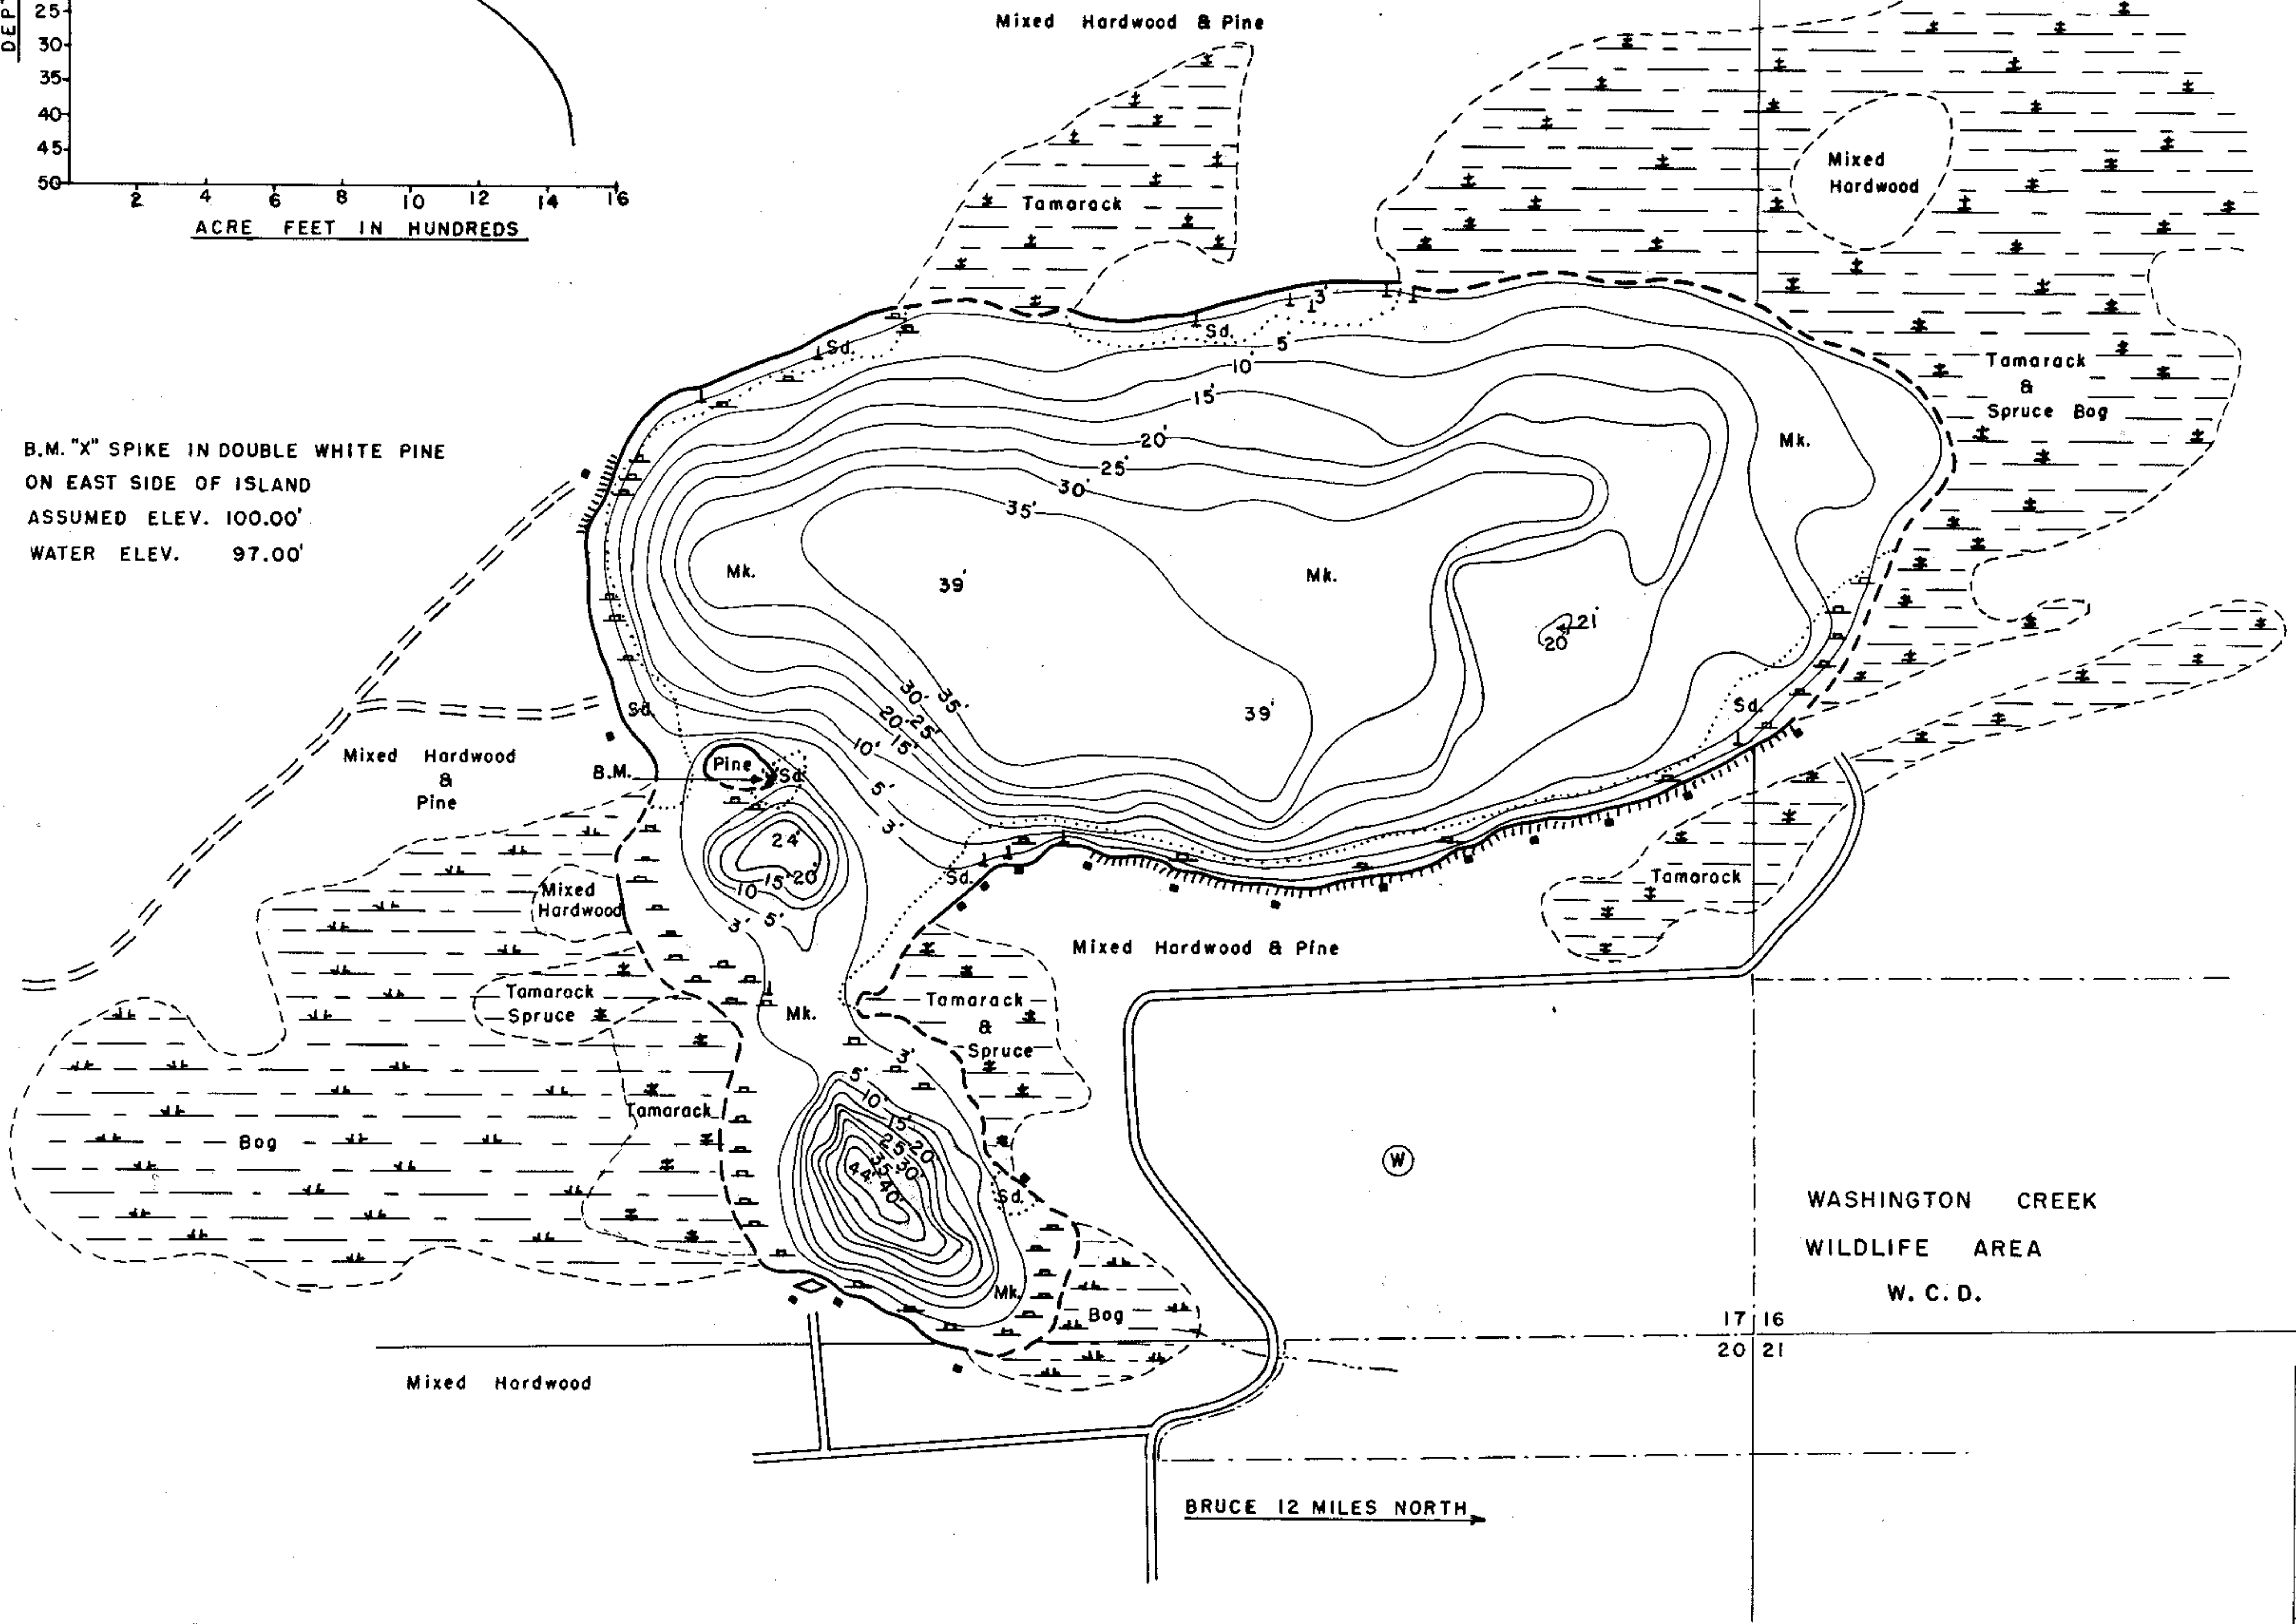 DEPT
25
30
35
40
45
50
2 4 6 8 10 12 14 16
ACRE FEET IN HUNDREDS
Mixed Hardwood & Pine
Tamarack
Mixed
Hardwood
Tamarack
&
Spruce Bog
B.M. "X" SPIKE IN DOUBLE WHITE PINE
ON EAST SIDE OF ISLAND
ASSUMED ELEV. 100.00'
WATER ELEV. 97.00'
3'
Sd.
Sd.
5'
10'
15'
20'
25'
30'
35'
Mk.
Mk.
39'
Mk.
21'
20'
39'
30' 35'
20' 25'
10' 15'
5'
3'
Sd.
Sd.
Mixed Hardwood
&
Pine
B.M.
Pine
Sd.
24'
10' 15' 20'
3' 5'
Sd.
Mixed
Hardwood
Tamarack
Mixed Hardwood & Pine
Tamarack
Spruce
Mk.
Tamarack
&
Spruce
3'
5'
10'
15'
20'
25'
30'
35'
40'
44'
Tamarack
Bog
Sd.
Mk.
Bog
W
WASHINGTON CREEK
WILDLIFE AREA
W. C. D.
17 16
20 21
Mixed Hardwood
BRUCE 12 MILES NORTH